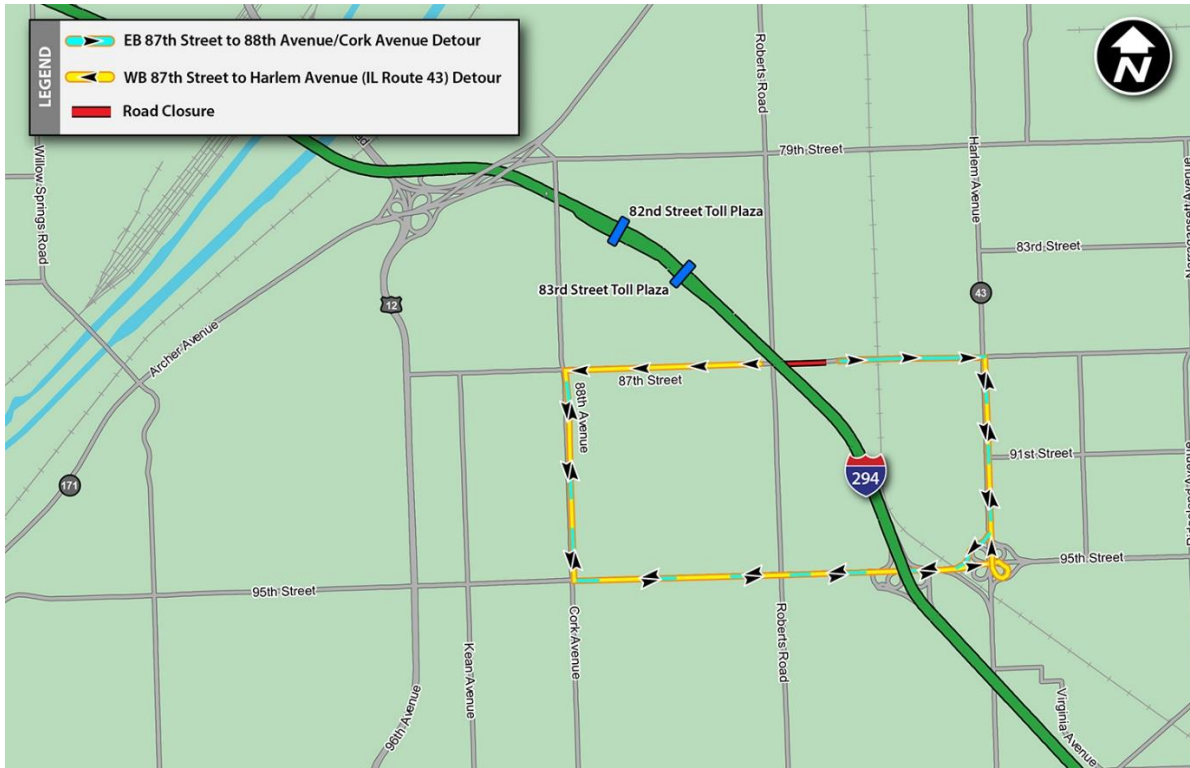 LEGEND
EB 87th Street to 88th Avenue/Cork Avenue Detour
WB 87th Street to Harlem Avenue (IL Route 43) Detour
Road Closure
N
Roberts Road
Harlem Avenue
Willow Springs Road
79th Street
82nd Street Toll Plaza
83rd Street
83rd Street Toll Plaza
43
12
Archer Avenue
87th Street
88th Avenue
91st Street
294
171
95th Street
95th Street
Cork Avenue
Roberts Road
Kean Avenue
96th Avenue
Virginia Avenue